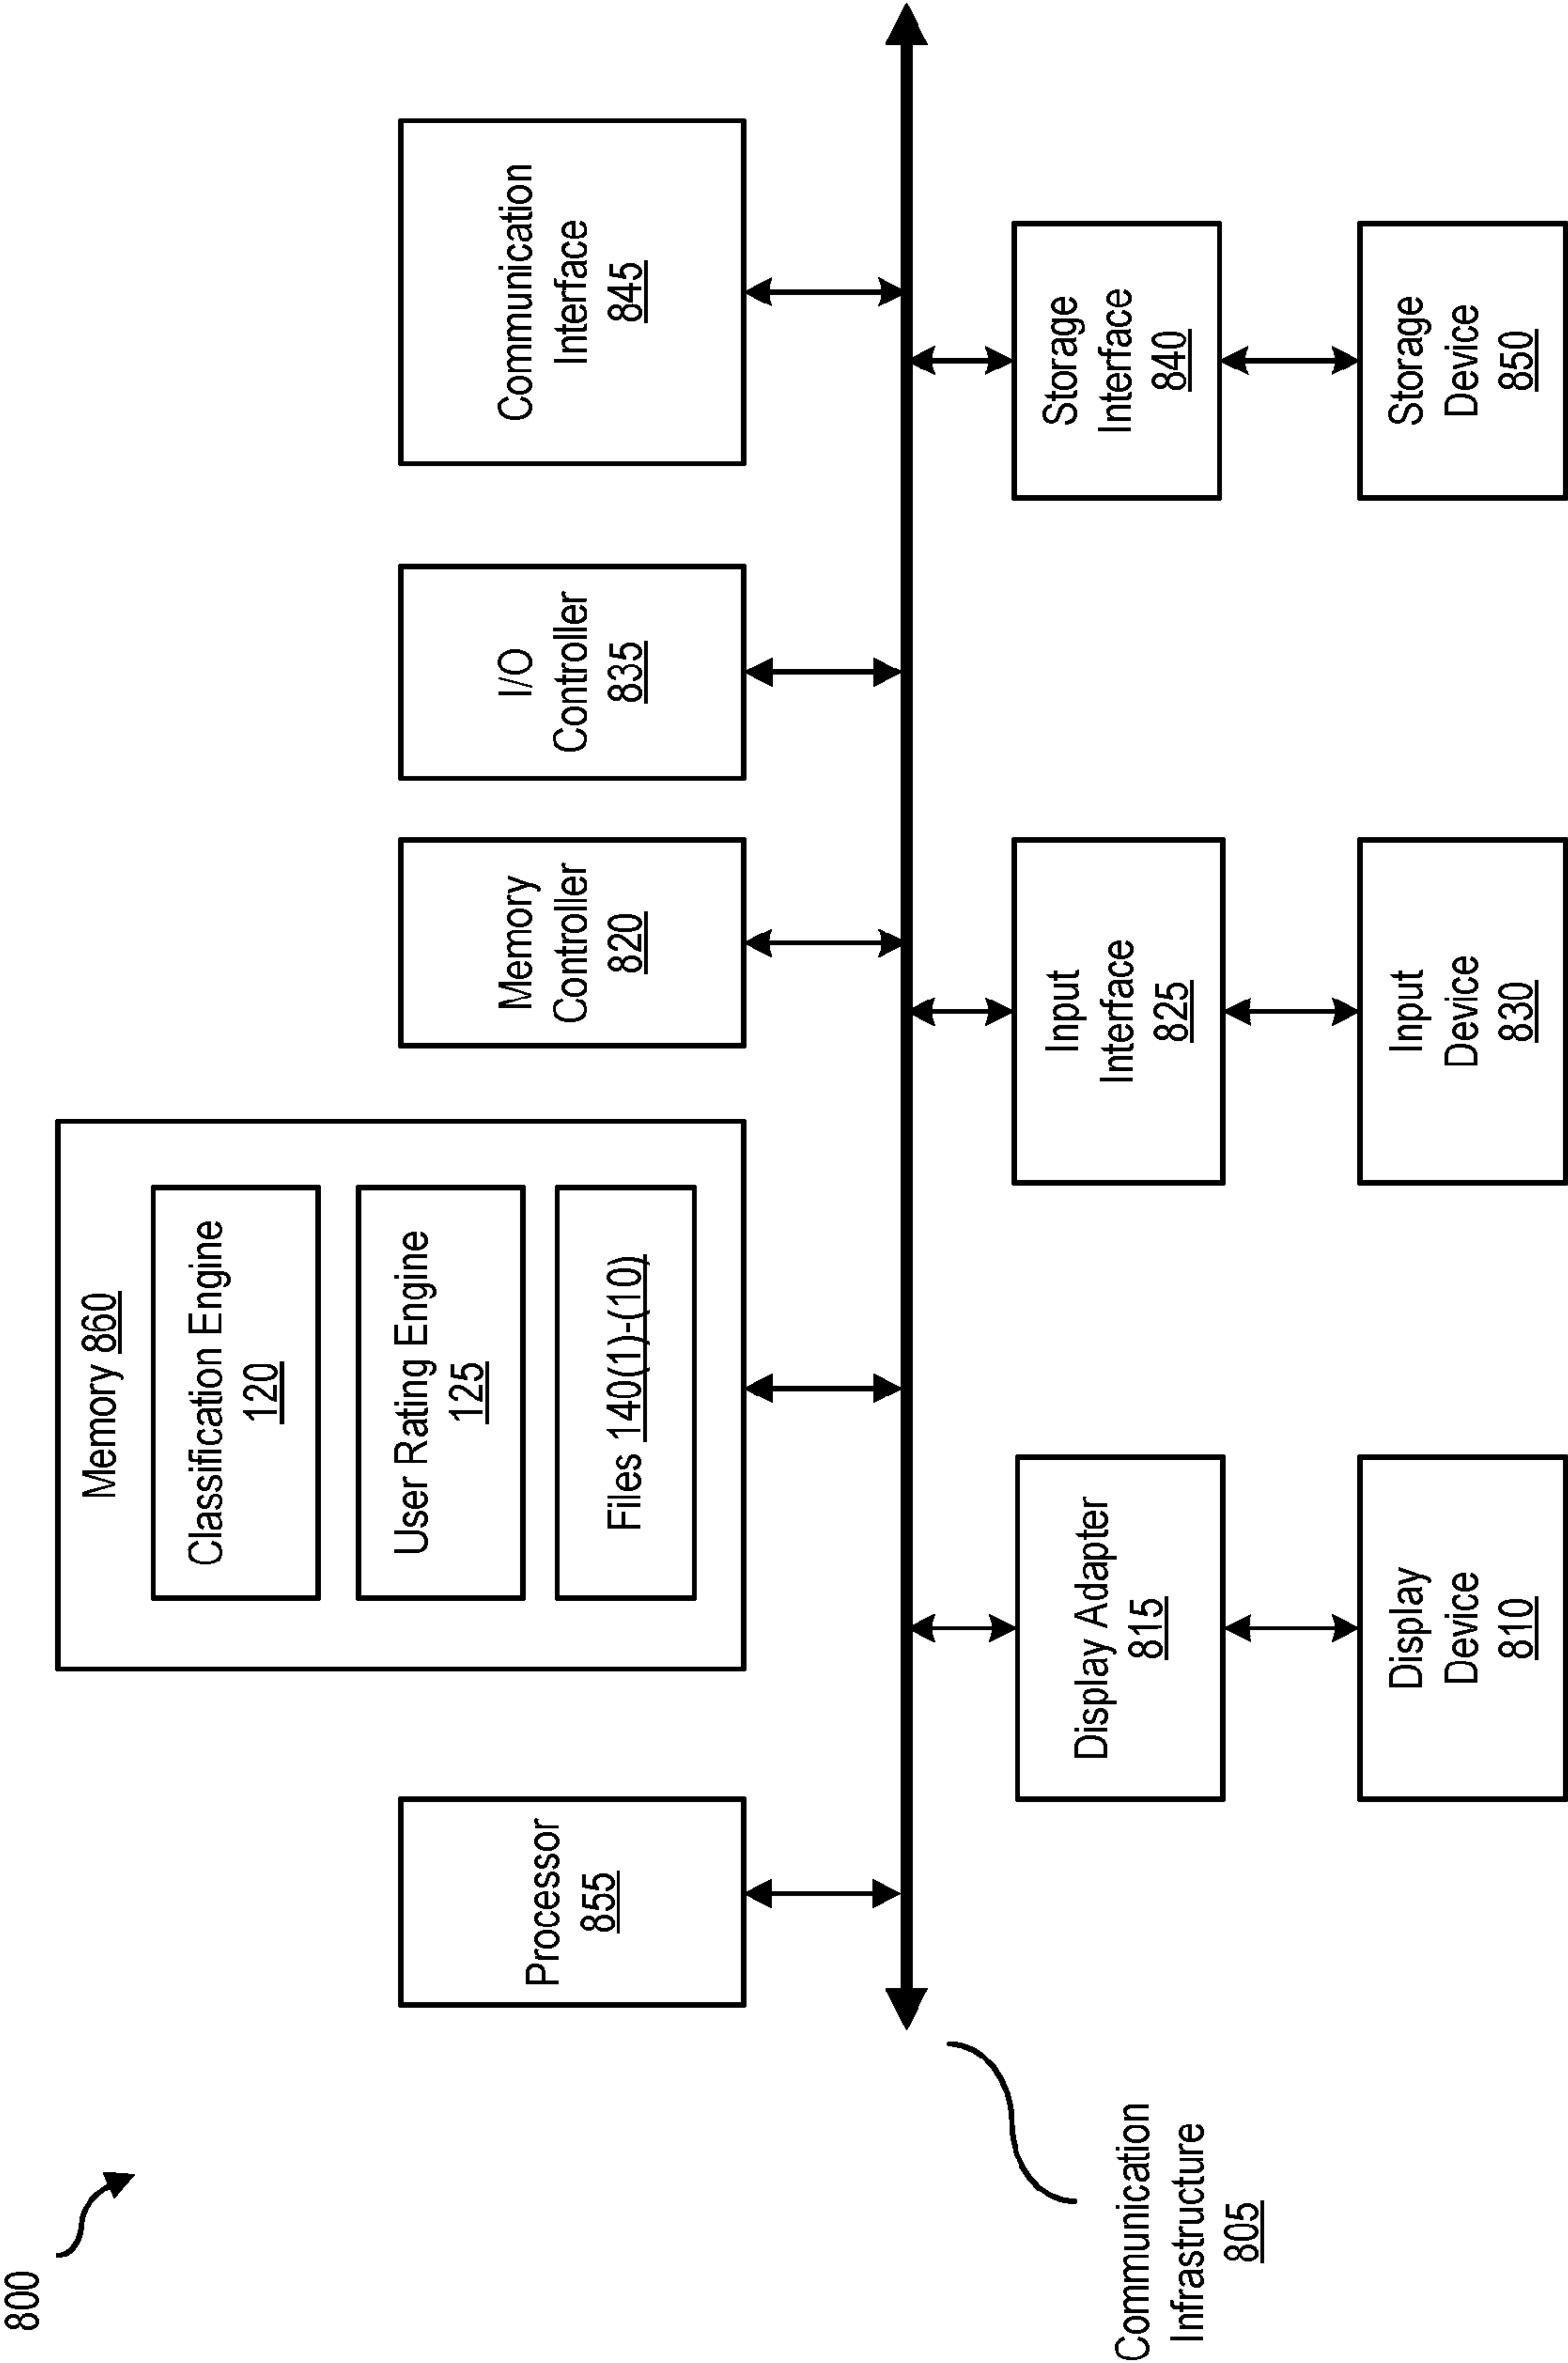 800
Processor
855
Memory 860
Classification Engine
120
User Rating Engine
125
Files 140(1)-(10)
Memory
Controller
820
I/O
Controller
835
Communication
Interface
845
Communication
Infrastructure
805
Display Adapter
815
Input
Interface
825
Storage
Interface
840
Display
Device
810
Input
Device
830
Storage
Device
850